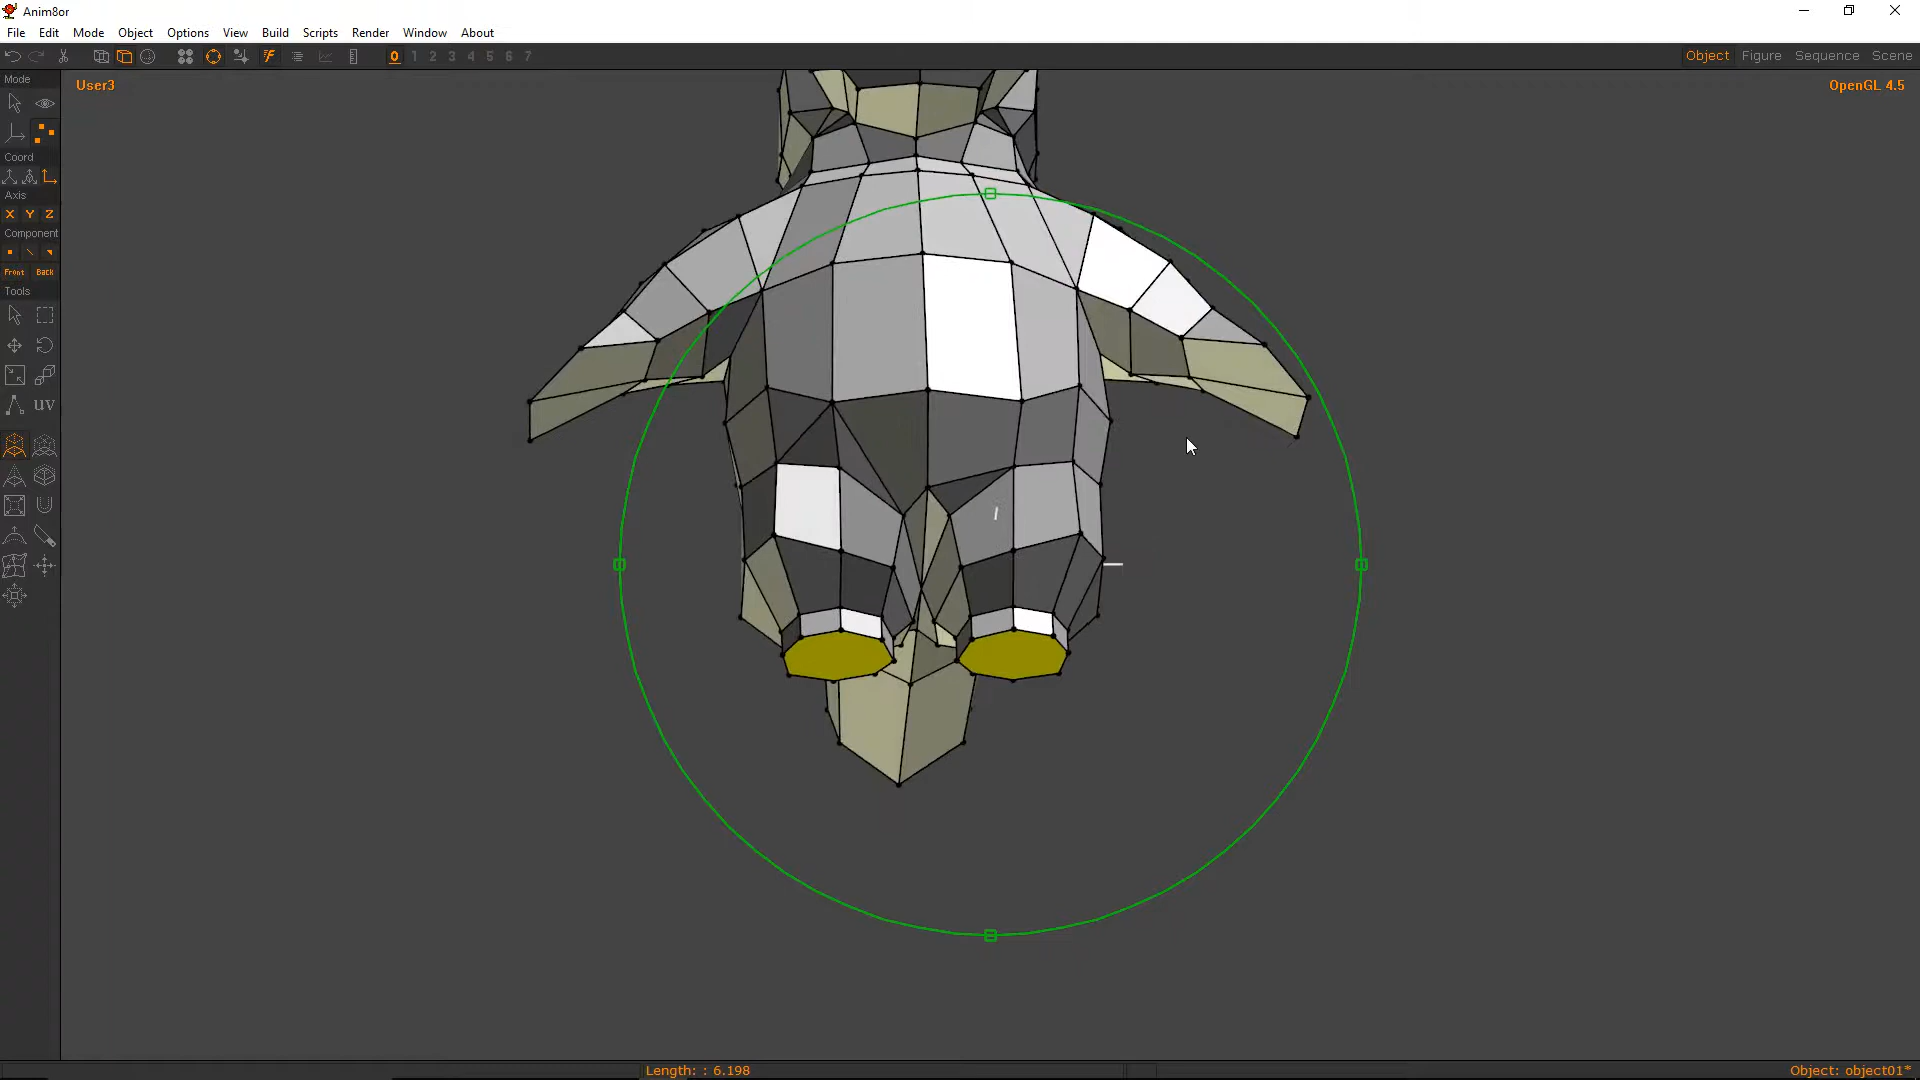 Anim8or
File Edit Mode Object Options View Build Scripts Render Window About
0 1 2 3 4 5 6 7
Object Figure Sequence Scene
Mode
User3
OpenGL 4.5
Coord
Axis
X Y Z
Component
Front Back
Tools
UV
Length: : 6.198
Object: object01*